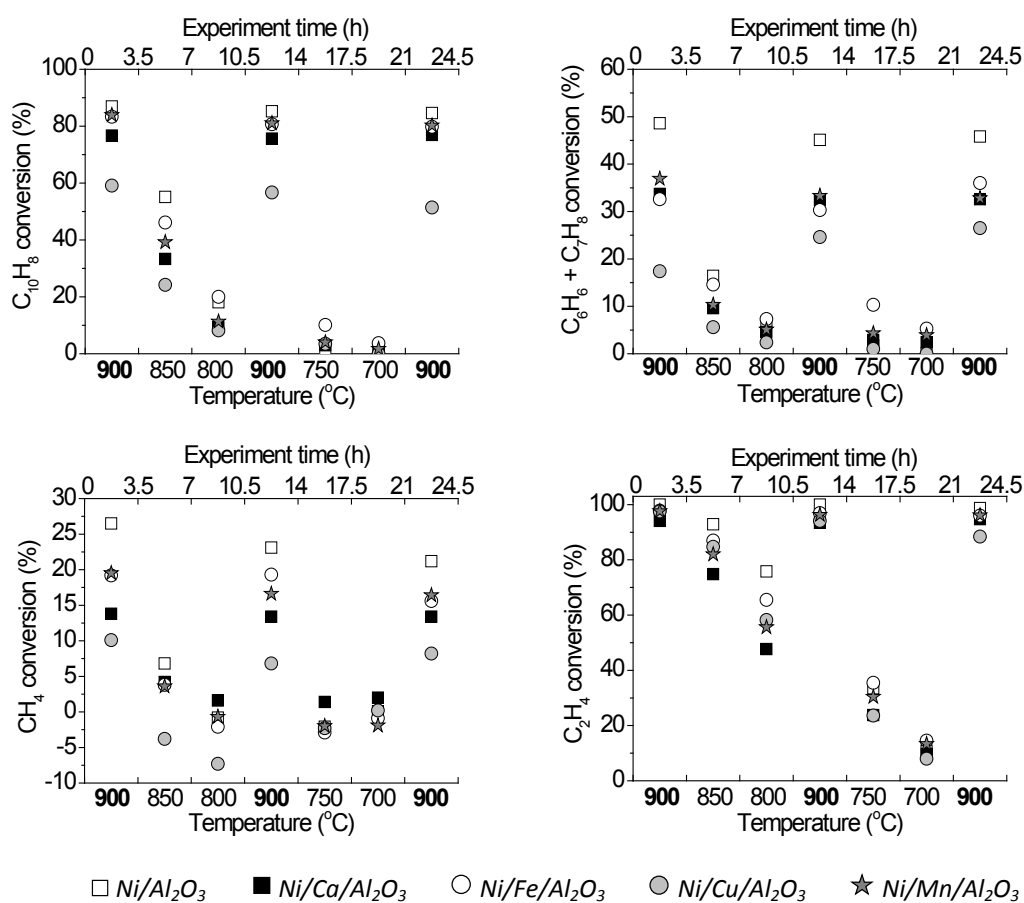 Experiment time (h)
0 3.5 7 10.5 14 17.5 21 24.5
100
80
60
40
20
0
C₁₀H₈ conversion (%)
900 850 800 900 750 700 900
Temperature (°C)
Experiment time (h)
0 3.5 7 10.5 14 17.5 21 24.5
60
50
40
30
20
10
0
C₆H₆ + C₇H₈ conversion (%)
900 850 800 900 750 700 900
Temperature (°C)
Experiment time (h)
0 3.5 7 10.5 14 17.5 21 24.5
30
25
20
15
10
5
0
-5
-10
CH₄ conversion (%)
900 850 800 900 750 700 900
Temperature (°C)
Experiment time (h)
0 3.5 7 10.5 14 17.5 21 24.5
100
80
60
40
20
0
C₂H₄ conversion (%)
900 850 800 900 750 700 900
Temperature (°C)
Ni/Al₂O₃ Ni/Ca/Al₂O₃ Ni/Fe/Al₂O₃ Ni/Cu/Al₂O₃ Ni/Mn/Al₂O₃